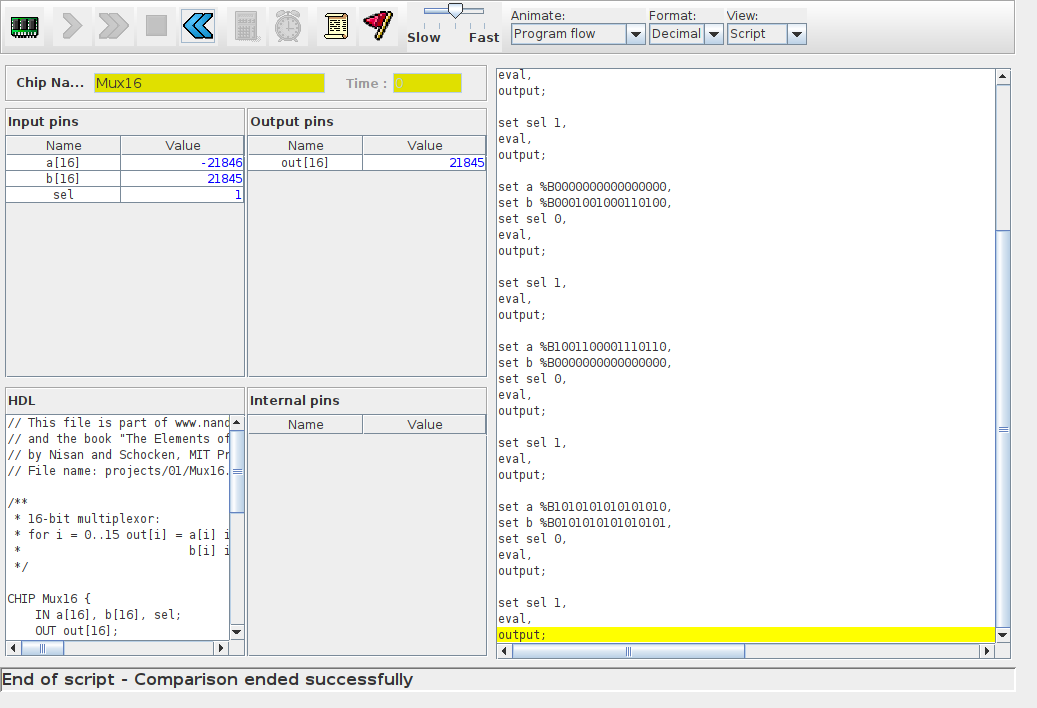 Animate: Format: View:
Slow Fast Program flow Decimal Script
Chip Na... Mux16 Time : 0
Input pins
Name Value
a[16] -21846
b[16] 21845
sel 1
Output pins
Name Value
out[16] 21845
HDL
// This file is part of www.nand
// and the book "The Elements of
// by Nisan and Schocken, MIT Pr
// File name: projects/01/Mux16.
/**
* 16-bit multiplexor:
* for i = 0..15 out[i] = a[i] i
* b[i] i
*/
CHIP Mux16 {
IN a[16], b[16], sel;
OUT out[16];
Internal pins
Name Value
eval,
output;
set sel 1,
eval,
output;
set a %B0000000000000000,
set b %B0001001000110100,
set sel 0,
eval,
output;
set sel 1,
eval,
output;
set a %B1001100001110110,
set b %B0000000000000000,
set sel 0,
eval,
output;
set sel 1,
eval,
output;
set a %B1010101010101010,
set b %B0101010101010101,
set sel 0,
eval,
output;
set sel 1,
eval,
output;
End of script - Comparison ended successfully